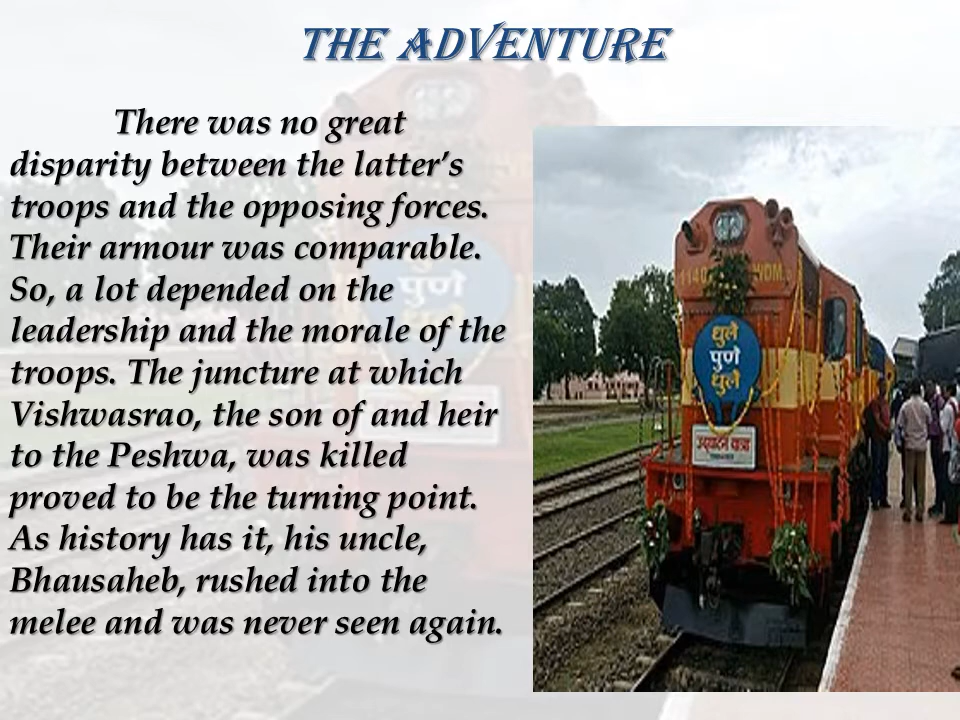 THE ADVENTURE
There was no great
disparity between the latter’s
troops and the opposing forces.
Their armour was comparable.
So, a lot depended on the
leadership and the morale of the
troops. The juncture at which
Vishwasrao, the son of and heir
to the Peshwa, was killed
proved to be the turning point.
As history has it, his uncle,
Bhausaheb, rushed into the
melee and was never seen again.
धुले
पुणे
धुले
उद्घाटन यात्रा